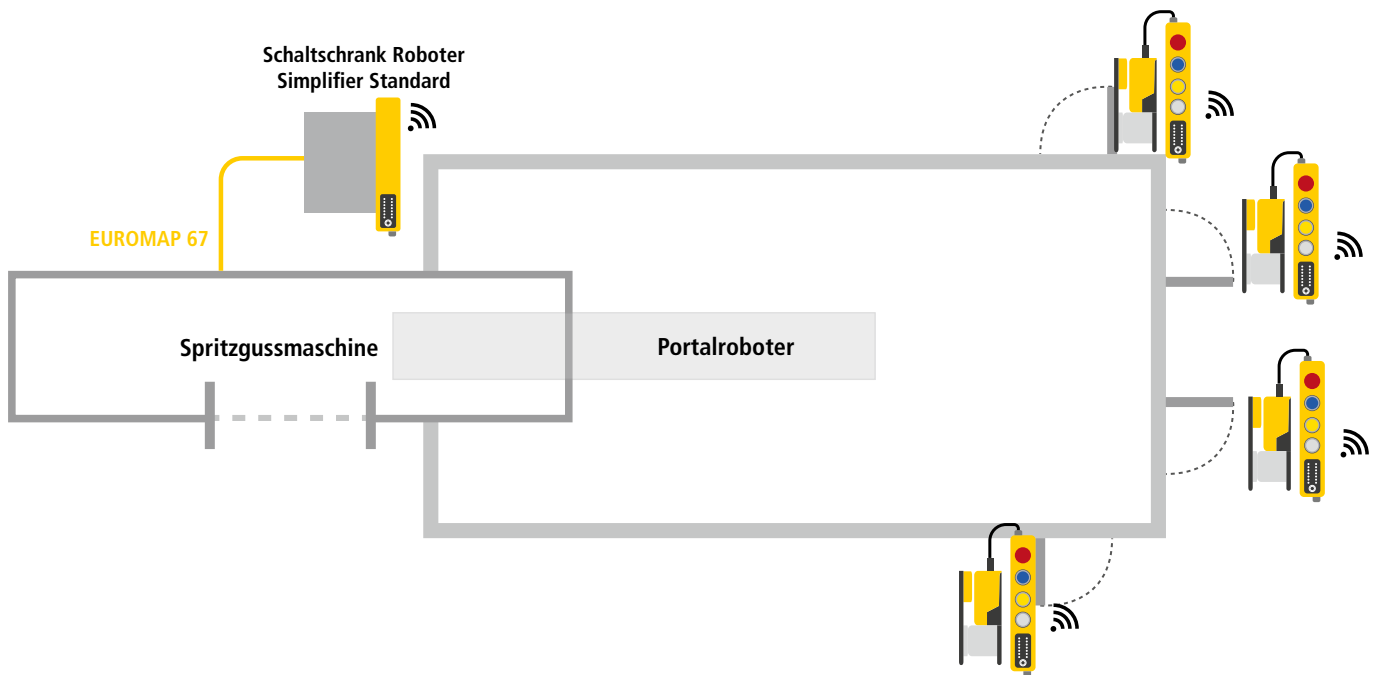 Schaltschrank Roboter
Simplifier Standard
EUROMAP 67
Spritzgussmaschine
Portalroboter